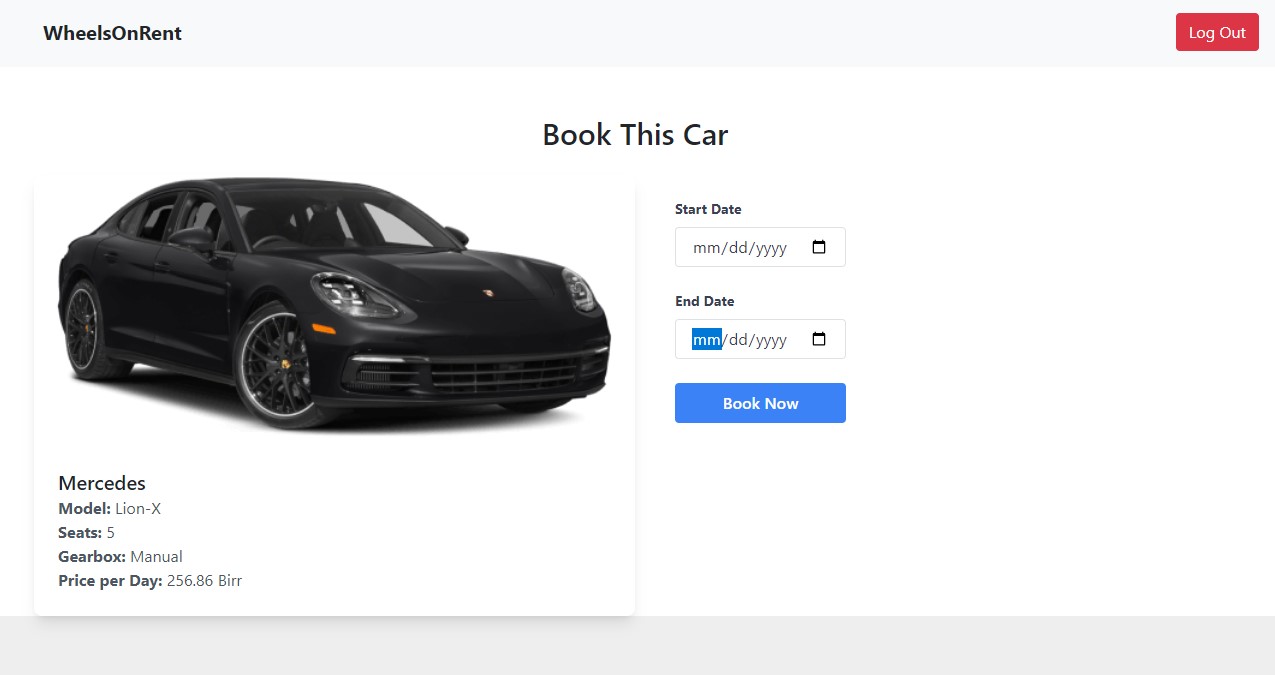 WheelsOnRent
Log Out
Book This Car
Start Date
mm/dd/yyyy
End Date
mm/dd/yyyy
Book Now
Mercedes
Model: Lion-X
Seats: 5
Gearbox: Manual
Price per Day: 256.86 Birr